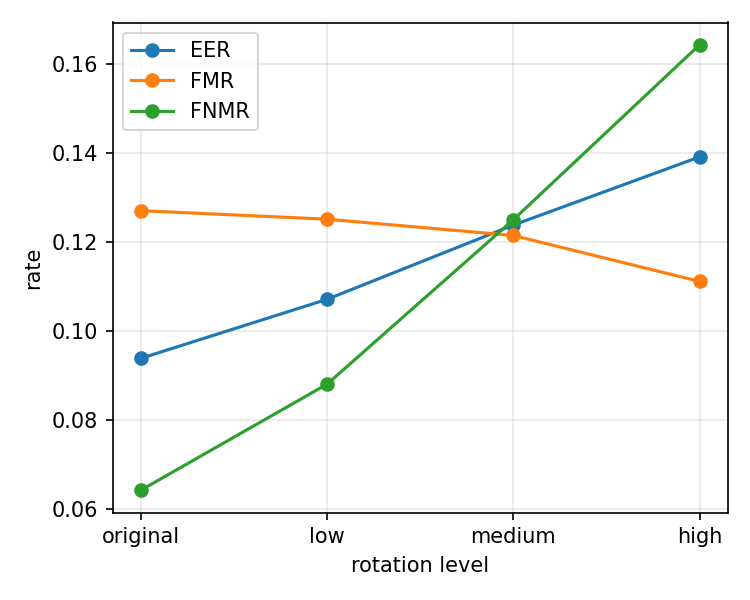 EER
FMR
FNMR
0.16
0.14
0.12
0.10
0.08
0.06
rate
original low medium high
rotation level